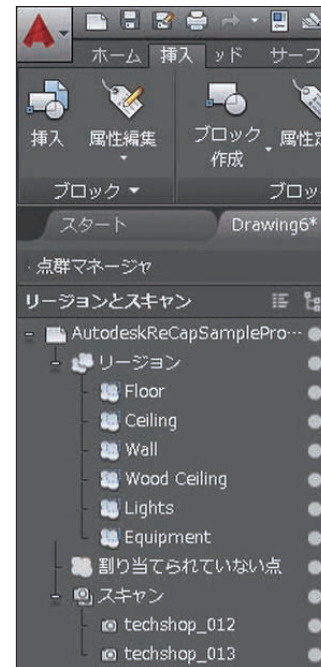 ホーム 挿入 ッド サーフ
挿入 属性編集 ブロック作成 属性定
ブロック ブロッ
スタート Drawing6*
点群マネージャ
リージョンとスキャン
AutodeskReCapSamplePro…
リージョン
Floor
Ceiling
Wall
Wood Ceiling
Lights
Equipment
割り当てられていない点
スキャン
techshop_012
techshop_013